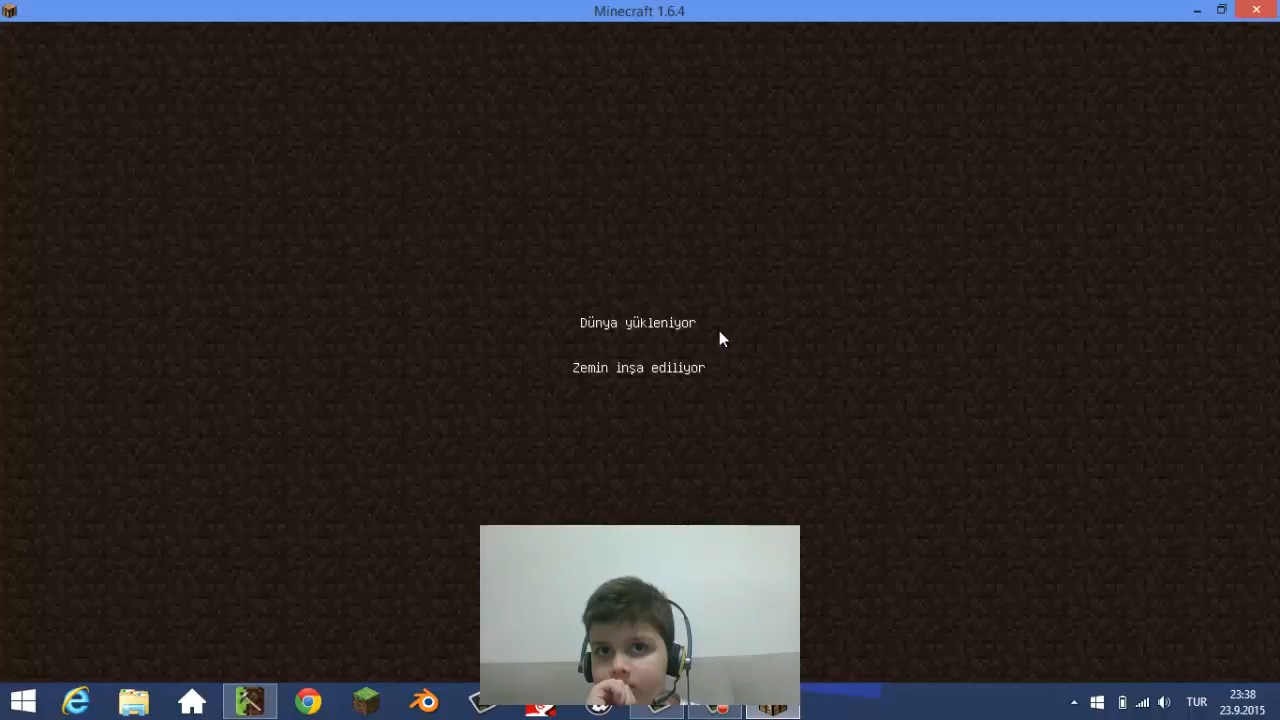 Minecraft 1.6.4
Dünya yükleniyor
Zemin inşa ediliyor
TUR
23:38
23.9.2015